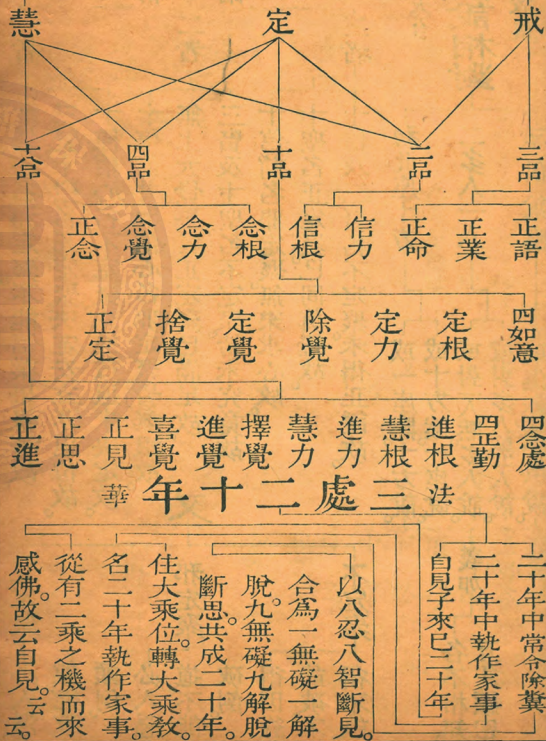 戒
定
慧
三品
二品
十品
四品
十八品
正語
正業
正命
信力
信根
念根
念力
念覺
正念
四如意
定根
定力
除覺
定覺
捨覺
正定
四念處
四正勤
進根
慧根
進力
慧力
擇覺
進覺
喜覺
正見
正思
正進
法華三處二十年
二十年中常令除糞
二十年中執作家事
自見子來已二十年
以八忍八智斷見。
合爲一無礙一解
脫。九無礙九解脫
斷思。共成二十年。
住大乘位。轉大乘教。
名二十年執作家事。
從有二乘之機而來
感佛。故云自見。云云。